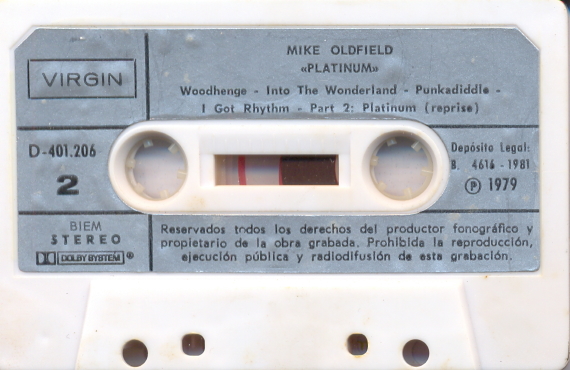 MIKE OLDFIELD
«PLATINUM»
Woodhenge - Into The Wonderland - Punkadiddle -
I Got Rhythm - Part 2: Platinum (reprise)
VIRGIN
D-401.206
2
Depósito Legal:
B. 4616 - 1981
Ⓟ 1979
BIEM
STEREO
DOLBY SYSTEM ®
Reservados todos los derechos del productor fonográfico y
propietario de la obra grabada. Prohibida la reproducción,
ejecución pública y radiodifusión de esta grabación.